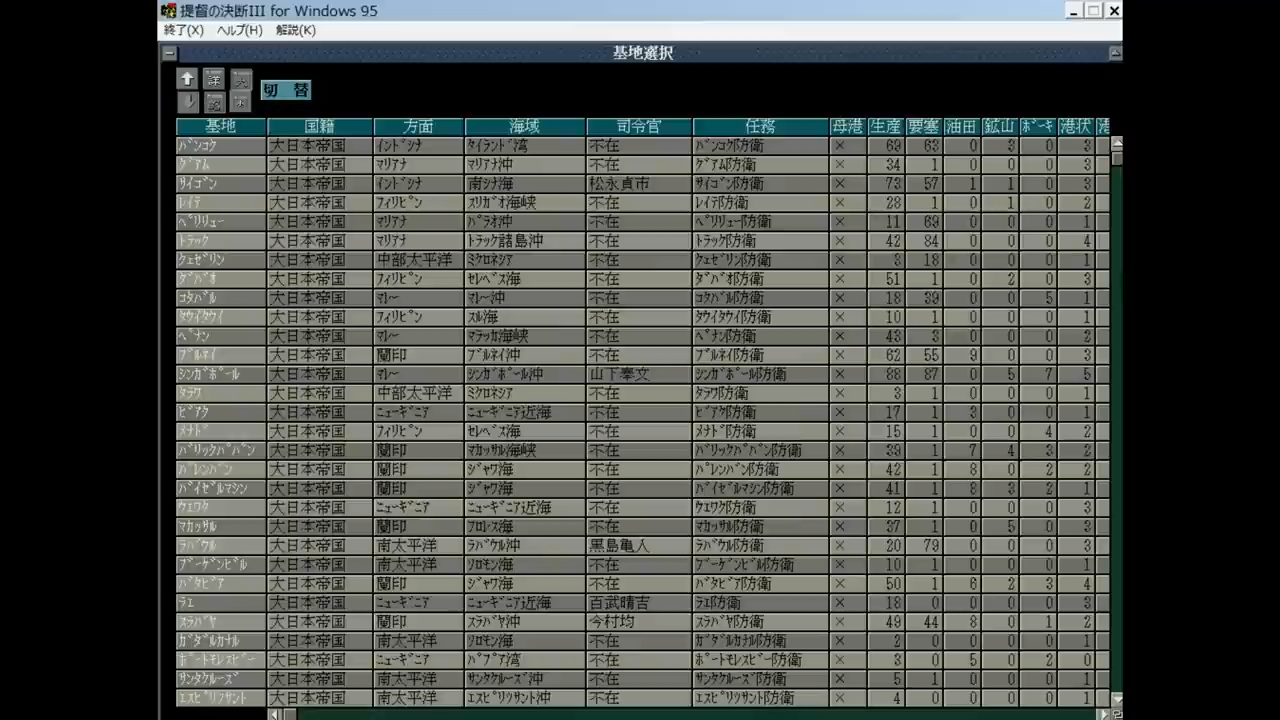 提督の決断III for Windows 95
終了(X) ヘルプ(H) 解説(K)
基地選択
切 替
基地 国籍 方面 海域 司令官 任務 母港 生産 要塞 油田 鉱山 ボーキ 港状 港
バンコク 大日本帝国 インドシナ タイランド湾 不在 バンコク防衛 × 69 63 0 3 0 3
グアム 大日本帝国 マリアナ マリアナ沖 不在 グアム防衛 × 34 1 0 0 0 3
サイゴン 大日本帝国 インドシナ 南シナ海 松永貞市 サイゴン防衛 × 73 57 1 1 0 3
レイテ 大日本帝国 フィリピン スリガオ海峡 不在 レイテ防衛 × 28 1 0 1 0 2
ペリリュー 大日本帝国 マリアナ パラオ沖 不在 ペリリュー防衛 × 11 69 0 0 0 1
トラック 大日本帝国 マリアナ トラック諸島沖 不在 トラック防衛 × 42 84 0 0 0 4
クェゼリン 大日本帝国 中部太平洋 ミクロネシア 不在 クェゼリン防衛 × 3 18 0 0 0 1
ダバオ 大日本帝国 フィリピン セレベス海 不在 ダバオ防衛 × 51 1 0 2 0 3
コタバル 大日本帝国 マレー マレー沖 不在 コタバル防衛 × 18 39 0 0 5 1
タウイタウイ 大日本帝国 フィリピン スル海 不在 タウイタウイ防衛 × 10 1 0 0 0 1
ペナン 大日本帝国 マレー マラッカ海峡 不在 ペナン防衛 × 43 3 0 0 0 2
ブルネイ 大日本帝国 蘭印 ブルネイ沖 不在 ブルネイ防衛 × 62 55 9 0 0 3
シンガポール 大日本帝国 マレー シンガポール沖 山下奉文 シンガポール防衛 × 88 87 0 5 7 5
タラワ 大日本帝国 中部太平洋 ミクロネシア 不在 タラワ防衛 × 3 1 0 0 0 1
ビアク 大日本帝国 ニューギニア ニューギニア近海 不在 ビアク防衛 × 17 1 3 0 0 1
メナド 大日本帝国 フィリピン セレベス海 不在 メナド防衛 × 15 1 0 0 4 2
バリックパパン 大日本帝国 蘭印 マカッサル海峡 不在 バリックパパン防衛 × 39 1 7 4 3 2
パレンバン 大日本帝国 蘭印 ジャワ海 不在 パレンバン防衛 × 42 1 8 0 2 2
バイゼルマシン 大日本帝国 蘭印 ジャワ海 不在 バイゼルマシン防衛 × 41 1 8 3 2 1
ウエワク 大日本帝国 ニューギニア ニューギニア近海 不在 ウエワク防衛 × 12 1 0 0 0 3
マカッサル 大日本帝国 蘭印 フロレス海 不在 マカッサル防衛 × 37 1 0 5 0 3
ラバウル 大日本帝国 南太平洋 ラバウル沖 黒島亀人 ラバウル防衛 × 20 79 0 0 0 3
ブーゲンビル 大日本帝国 南太平洋 ソロモン海 不在 ブーゲンビル防衛 × 10 1 0 0 0 1
バタビア 大日本帝国 蘭印 ジャワ海 不在 バタビア防衛 × 50 1 6 2 3 4
ラエ 大日本帝国 ニューギニア ニューギニア近海 百武晴吉 ラエ防衛 × 18 0 0 0 0 3
スラバヤ 大日本帝国 蘭印 スラバヤ沖 今村均 スラバヤ防衛 × 49 44 8 0 1 2
ガダルカナル 大日本帝国 南太平洋 ソロモン海 不在 ガダルカナル防衛 × 2 0 0 0 0 1
ポートモレスビー 大日本帝国 ニューギニア パプア湾 不在 ポートモレスビー防衛 × 3 0 5 0 2 0
サンタクルーズ 大日本帝国 南太平洋 サンタクルーズ沖 不在 サンタクルーズ防衛 × 5 1 0 0 0 1
エスピリツサント 大日本帝国 南太平洋 エスピリツサント沖 不在 エスピリツサント防衛 × 4 0 0 0 0 1